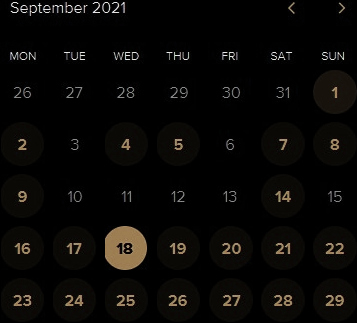 September 2021
MON TUE WED THU FRI SAT SUN
26 27 28 29 30 31 1
2 3 4 5 6 7 8
9 10 11 12 13 14 15
16 17 18 19 20 21 22
23 24 25 26 27 28 29